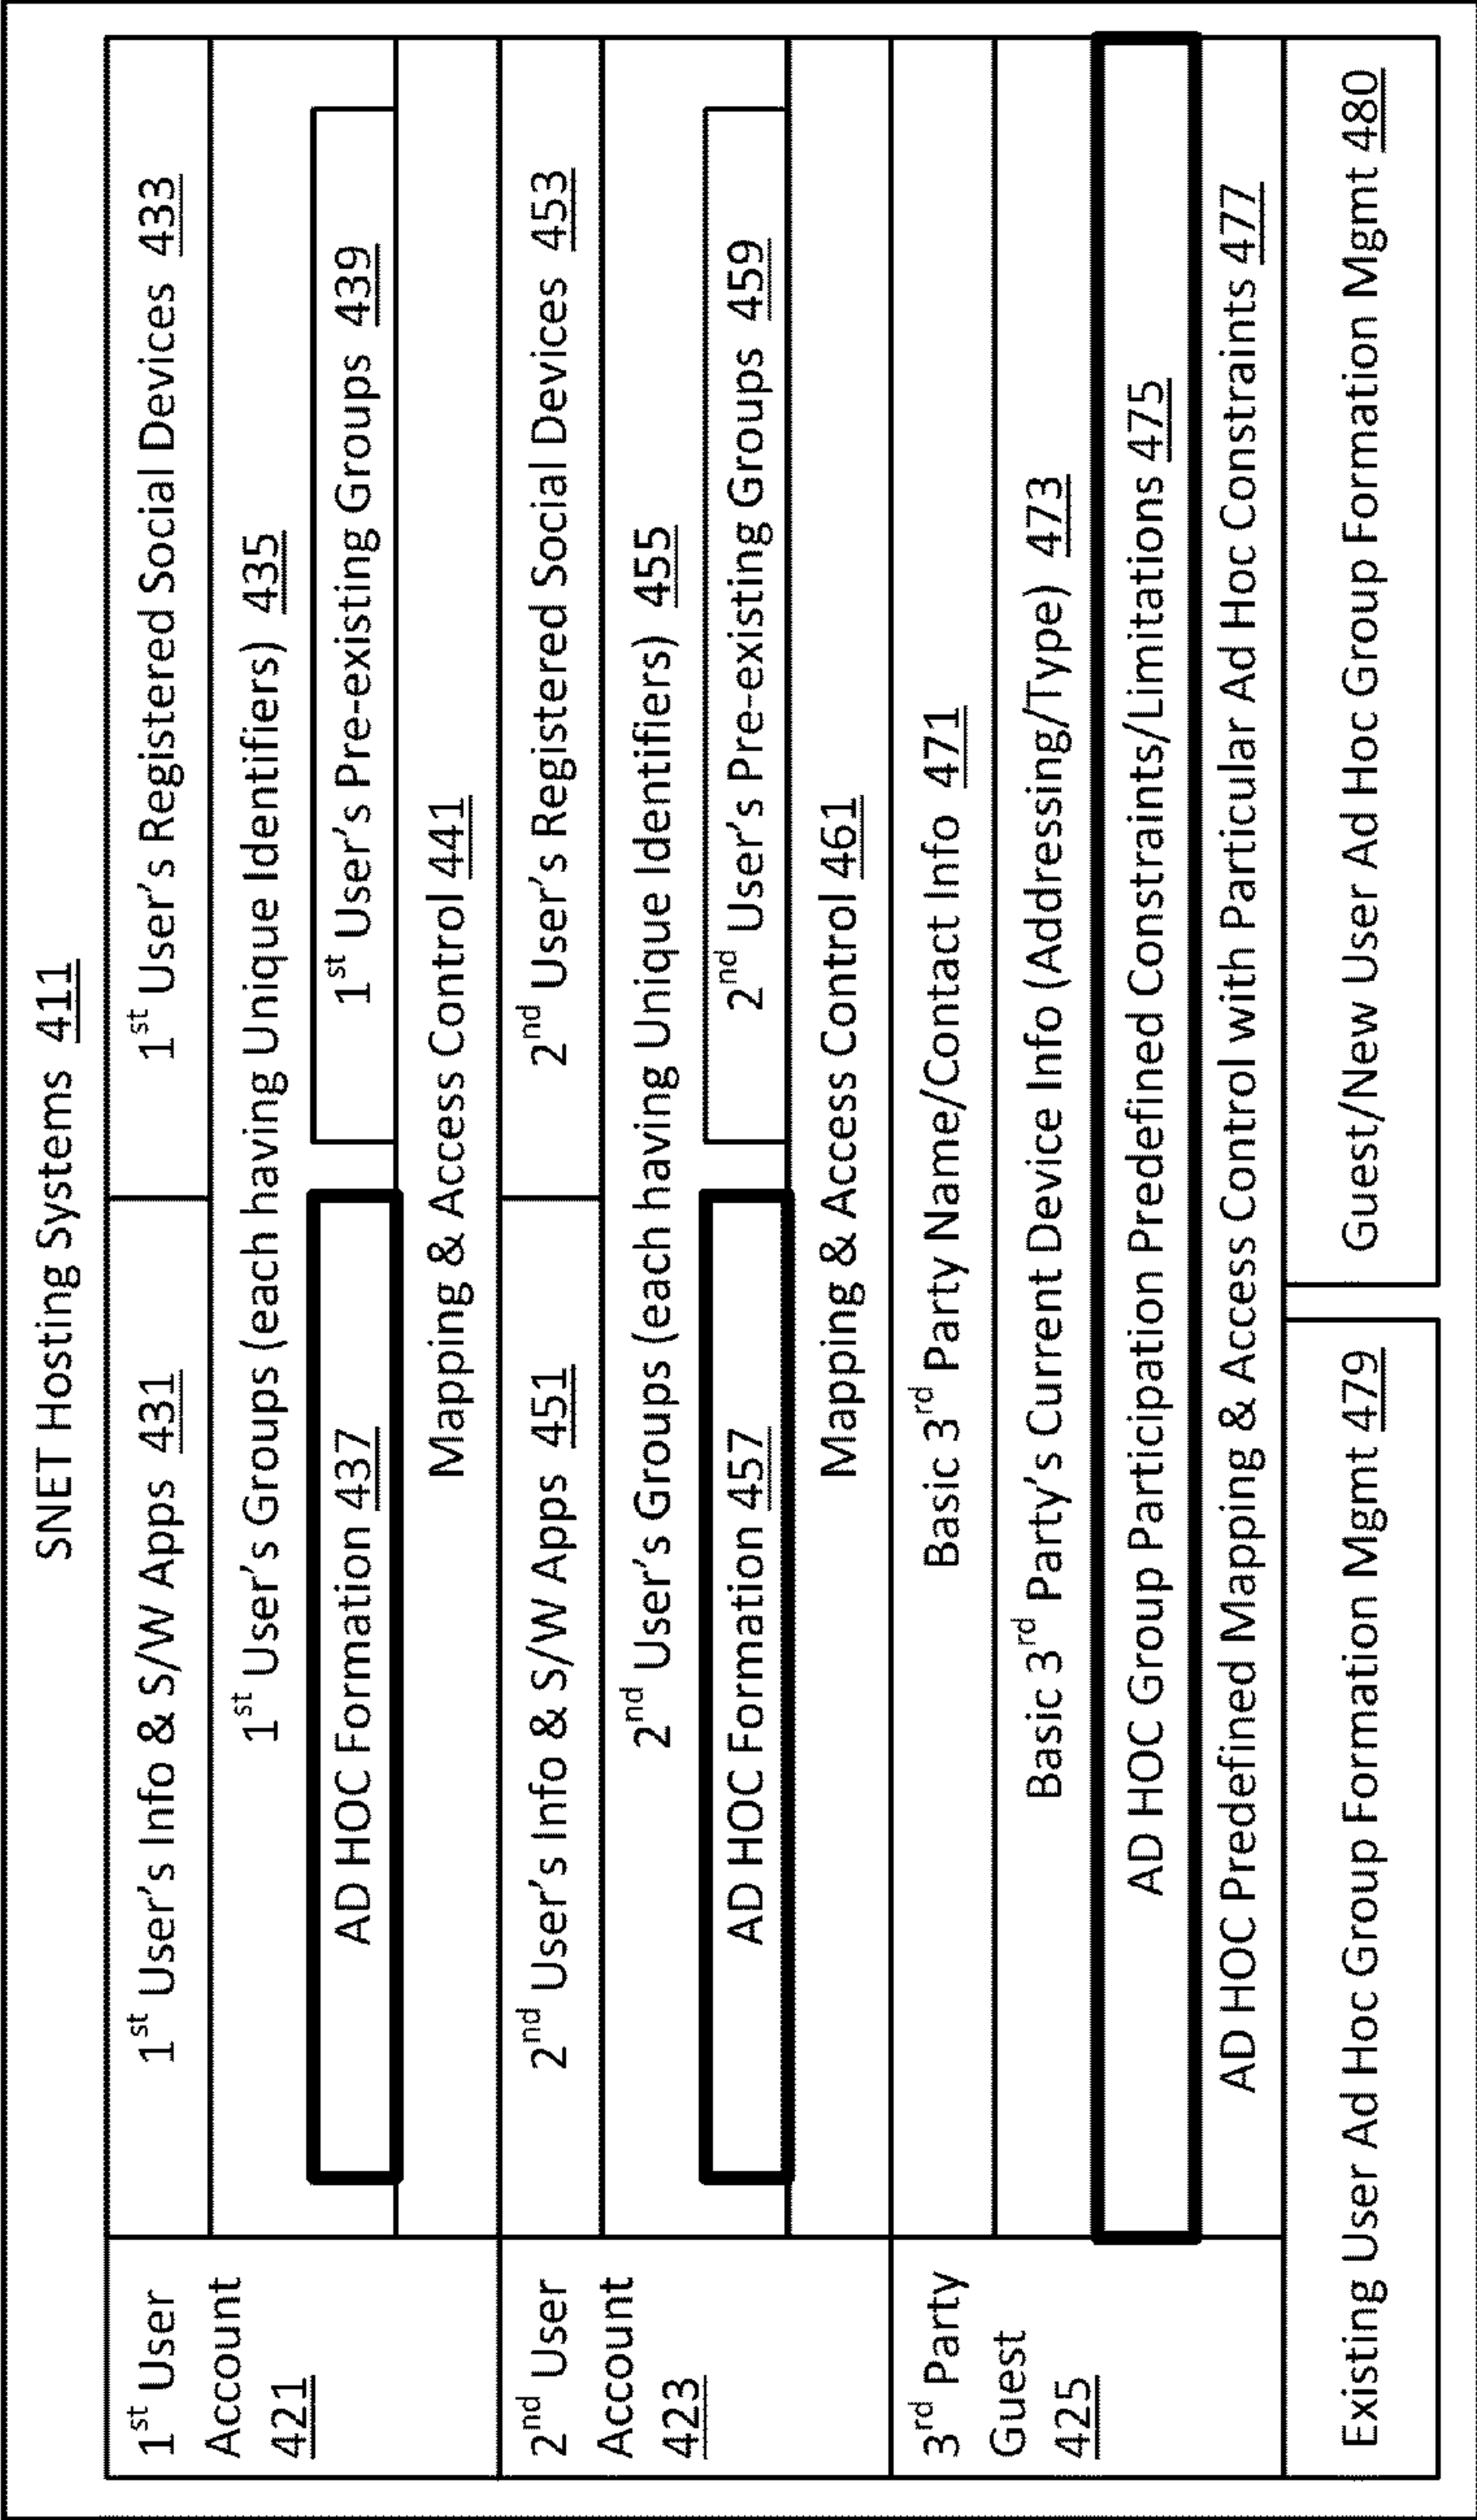 SNET Hosting Systems 411
1st User
Account
421
1st User's Info & S/W Apps 431
1st User's Registered Social Devices 433
1st User's Groups (each having Unique Identifiers) 435
AD HOC Formation 437
1st User's Pre-existing Groups 439
Mapping & Access Control 441
2nd User
Account
423
2nd User's Info & S/W Apps 451
2nd User's Registered Social Devices 453
2nd User's Groups (each having Unique Identifiers) 455
AD HOC Formation 457
2nd User's Pre-existing Groups 459
Mapping & Access Control 461
3rd Party
Guest
425
Basic 3rd Party Name/Contact Info 471
Basic 3rd Party's Current Device Info (Addressing/Type) 473
AD HOC Group Participation Predefined Constraints/Limitations 475
AD HOC Predefined Mapping & Access Control with Particular Ad Hoc Constraints 477
Existing User Ad Hoc Group Formation Mgmt 479
Guest/New User Ad Hoc Group Formation Mgmt 480